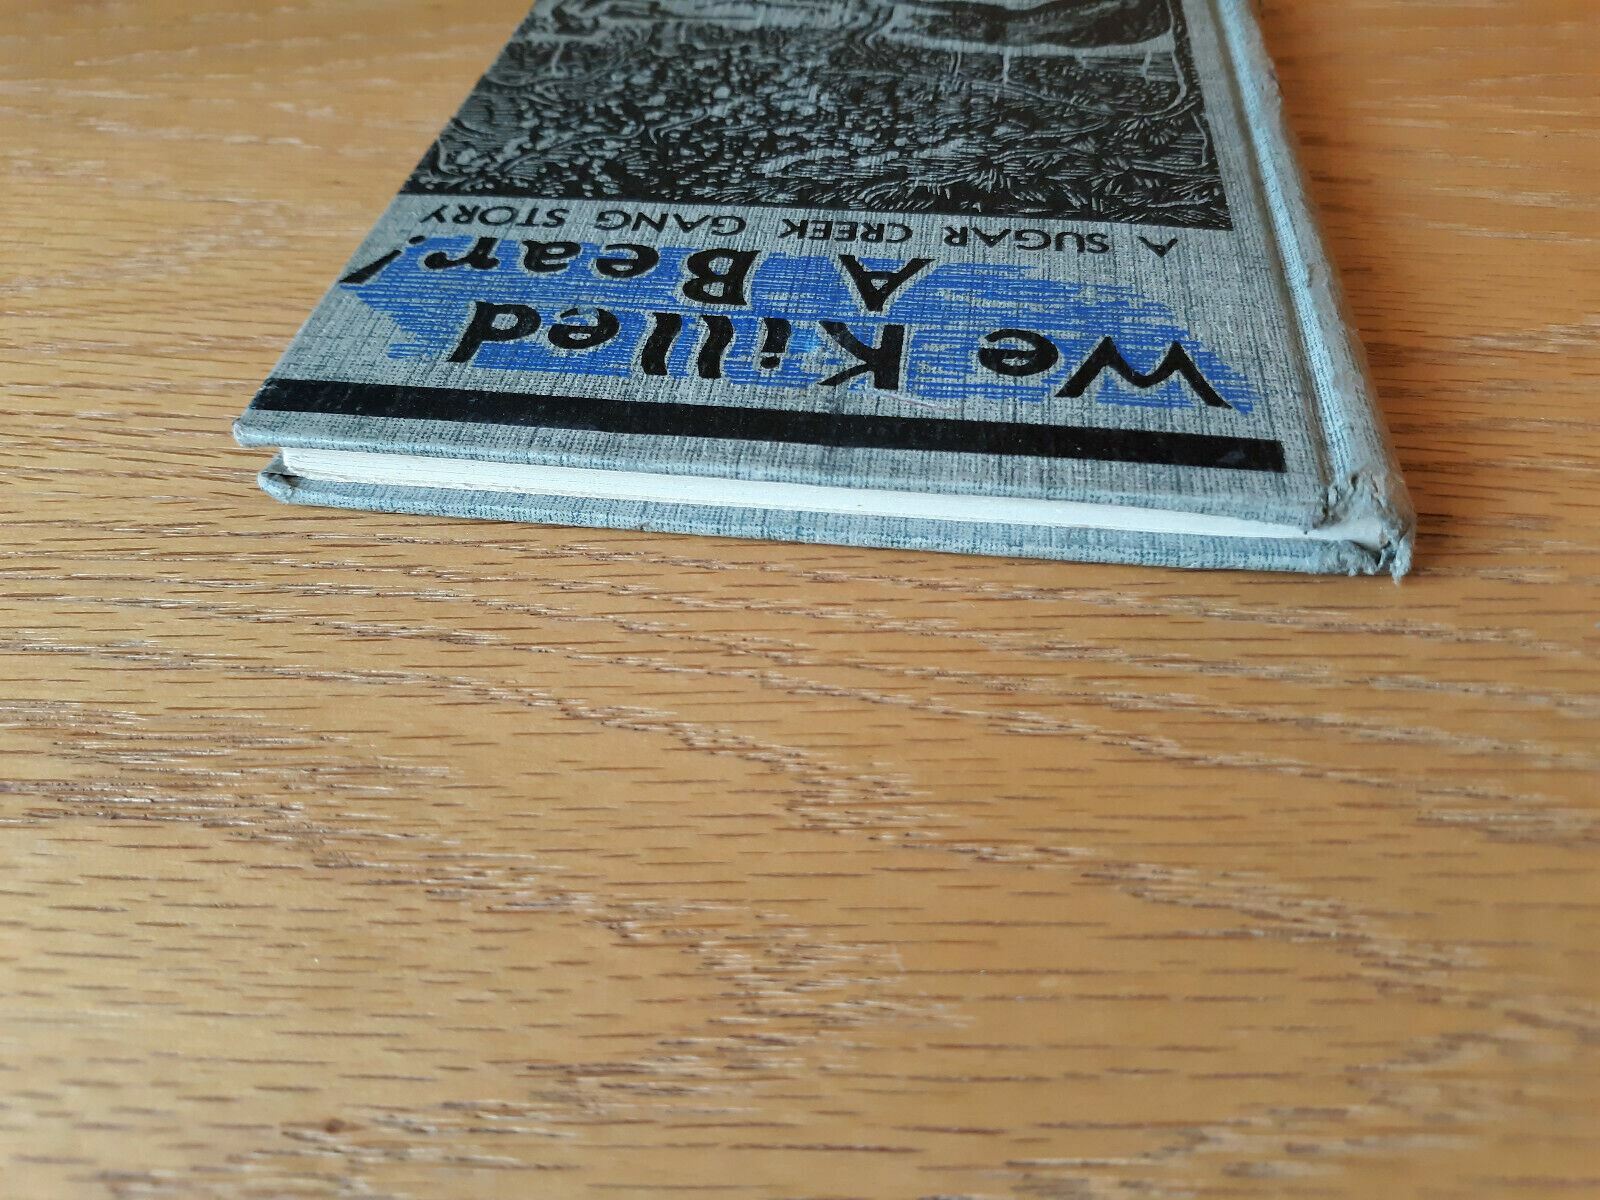 We Killed
A Bear!
A SUGAR CREEK GANG STORY